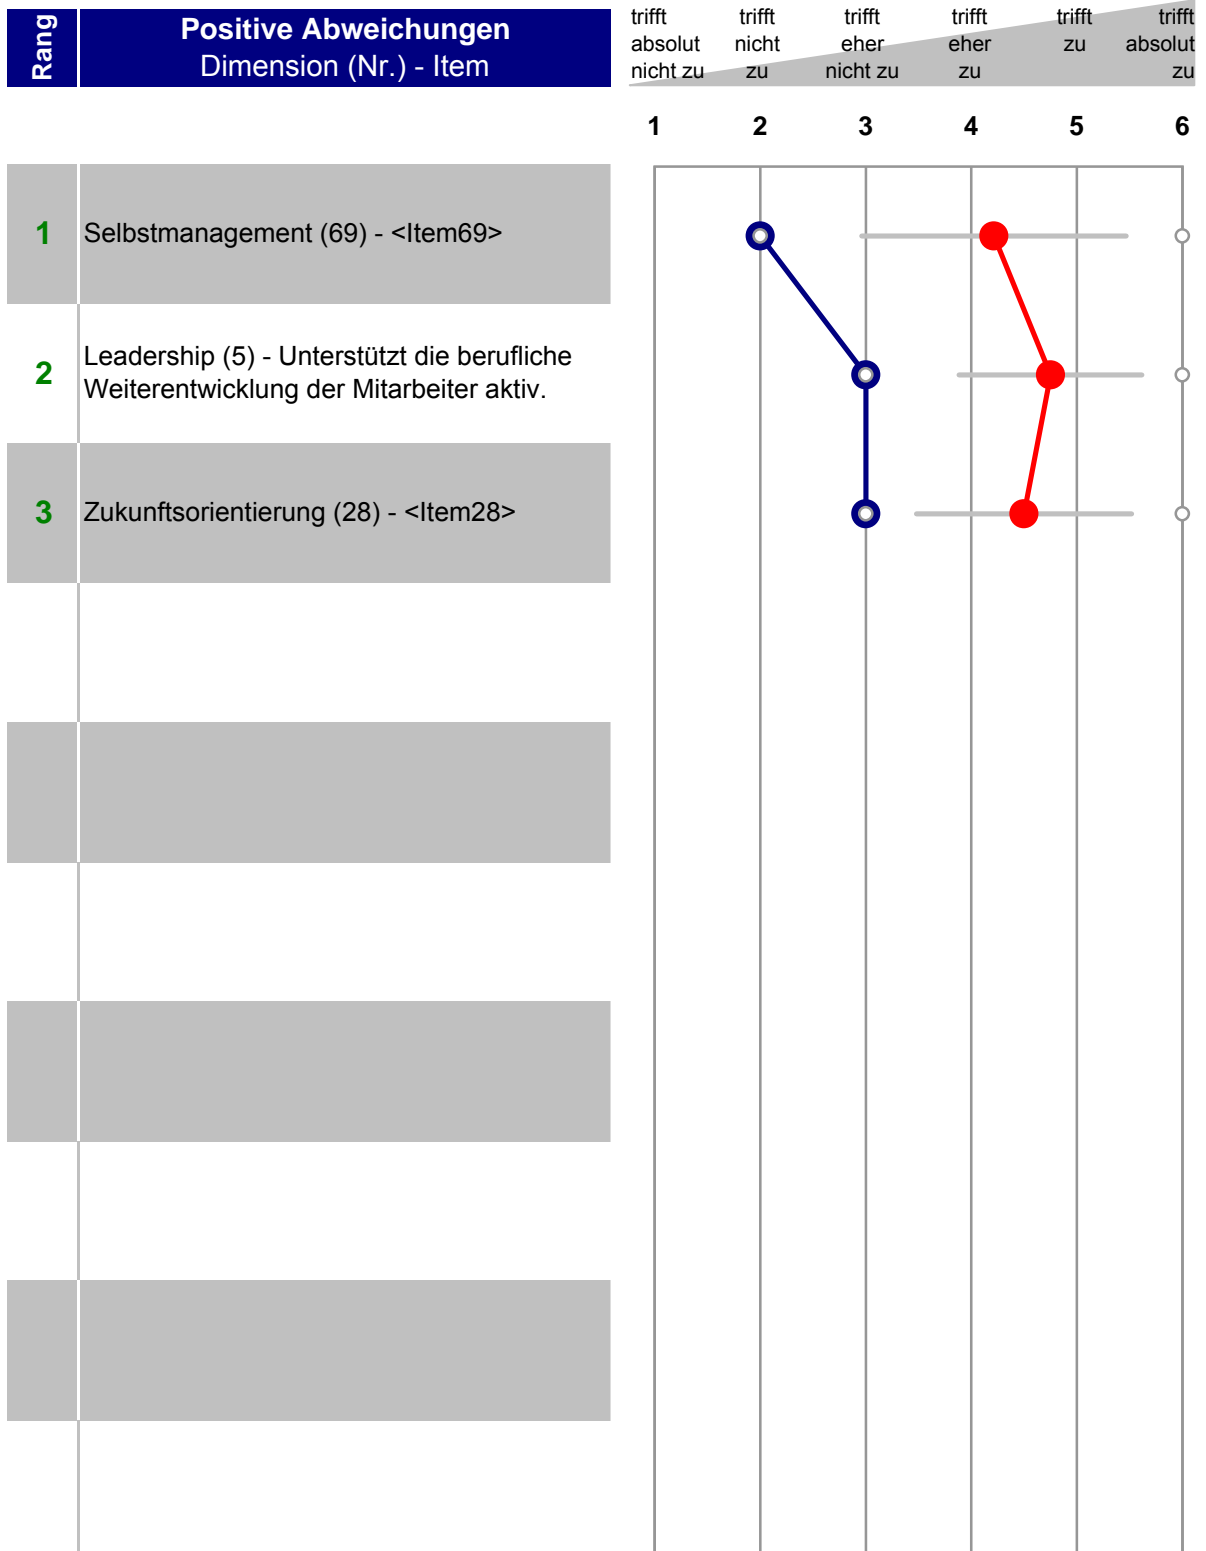 Rang
Positive Abweichungen
Dimension (Nr.) - Item
trifft absolut nicht zu
trifft nicht zu
trifft eher nicht zu
trifft eher zu
trifft zu
trifft absolut zu
1 2 3 4 5 6
1 Selbstmanagement (69) - <Item69>
2 Leadership (5) - Unterstützt die berufliche
Weiterentwicklung der Mitarbeiter aktiv.
3 Zukunftsorientierung (28) - <Item28>